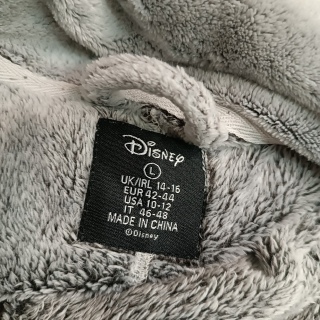 Disney
L
UK/IRL 14-16
EUR 42-44
USA 10-12
IT 46-48
MADE IN CHINA
©Disney